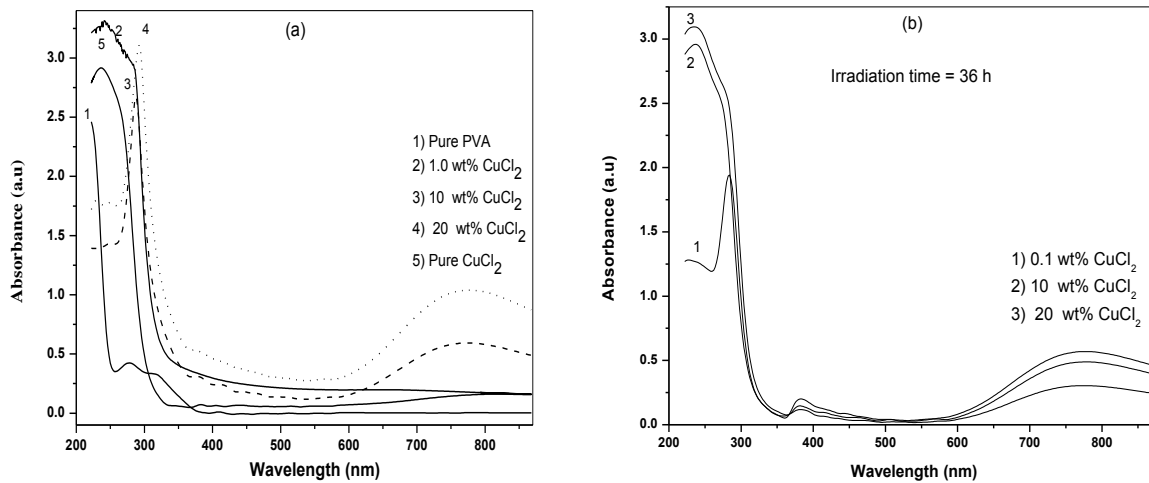 (a)
5
2
4
3
1
1) Pure PVA
2) 1.0 wt% CuCl2
3) 10 wt% CuCl2
4) 20 wt% CuCl2
5) Pure CuCl2
3.0
2.5
2.0
1.5
1.0
0.5
0.0
200 300 400 500 600 700 800
Wavelength (nm)
Absorbance (a.u)
(b)
3
2
1
Irradiation time = 36 h
1) 0.1 wt% CuCl2
2) 10 wt% CuCl2
3) 20 wt% CuCl2
3.0
2.5
2.0
1.5
1.0
0.5
0.0
200 300 400 500 600 700 800
Wavelength (nm)
Absorbance (a.u)